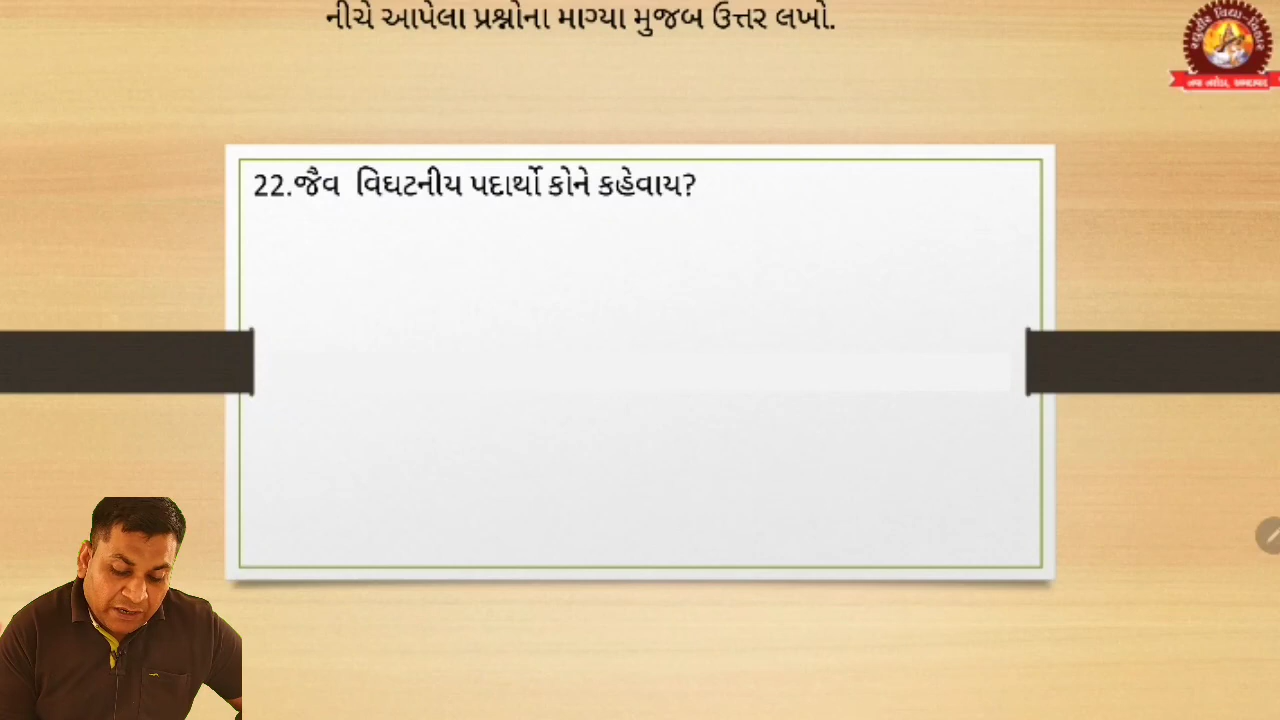 નીચે આપેલા પ્રશ્નોના માગ્યા મુજબ ઉત્તર લખો.
22.જૈવ વિઘટનીય પદાર્થો કોને કહેવાય?